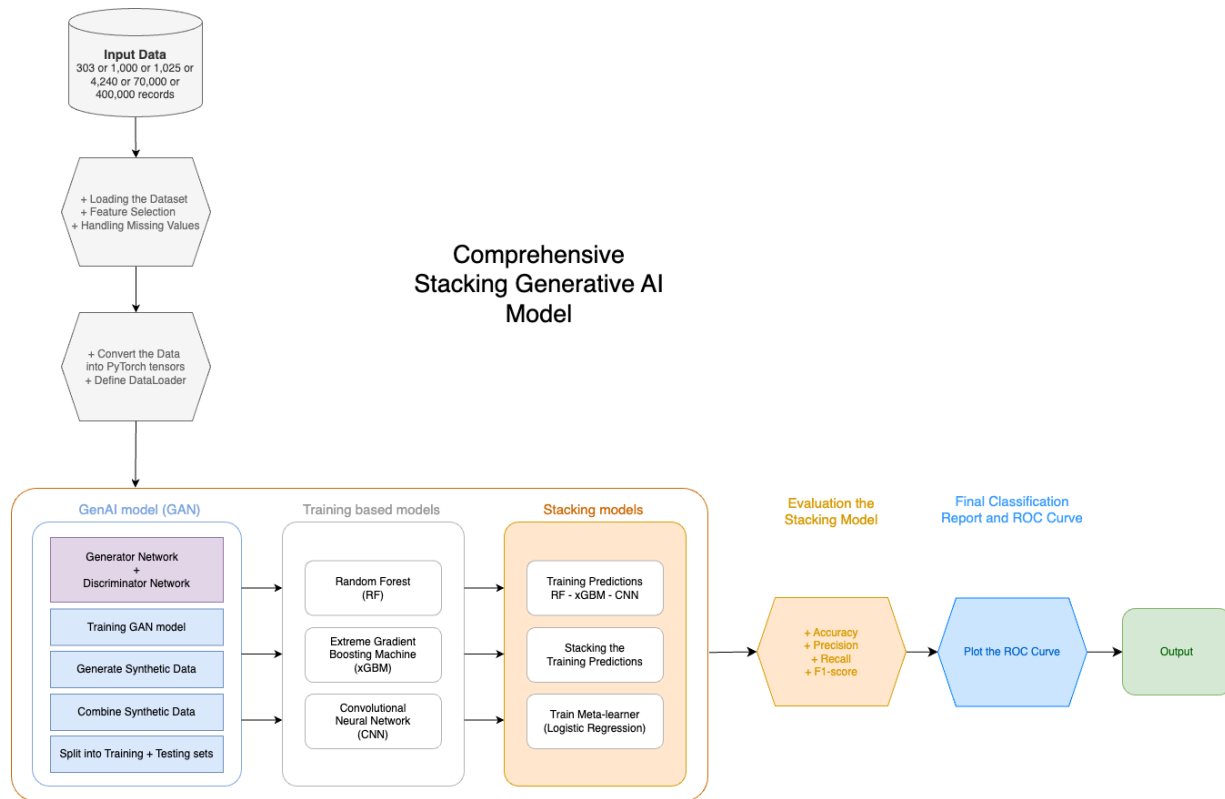 Input Data
303 or 1,000 or 1,025 or
4,240 or 70,000 or
400,000 records
+ Loading the Dataset
+ Feature Selection
+ Handling Missing Values
Comprehensive
Stacking Generative AI
Model
+ Convert the Data
into PyTorch tensors
+ Define DataLoader
GenAI model (GAN)
Generator Network
+
Discriminator Network
Training GAN model
Generate Synthetic Data
Combine Synthetic Data
Split into Training + Testing sets
Training based models
Random Forest
(RF)
Extreme Gradient
Boosting Machine
(xGBM)
Convolutional
Neural Network
(CNN)
Stacking models
Training Predictions
RF - xGBM - CNN
Stacking the
Training Predictions
Train Meta-learner
(Logistic Regression)
Evaluation the
Stacking Model
+ Accuracy
+ Precision
+ Recall
+ F1-score
Final Classification
Report and ROC Curve
Plot the ROC Curve
Output